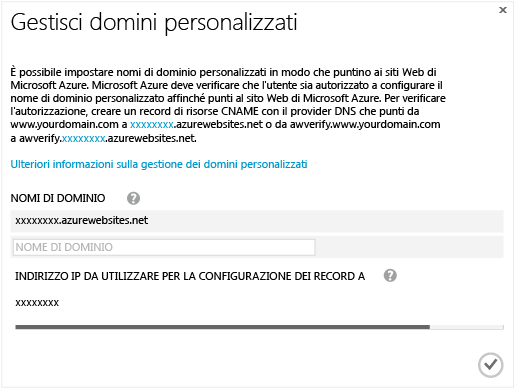 Gestisci domini personalizzati
È possibile impostare nomi di dominio personalizzati in modo che puntino ai siti Web di
Microsoft Azure. Microsoft Azure deve verificare che l'utente sia autorizzato a configurare il
nome di dominio personalizzato affinché punti al sito Web di Microsoft Azure. Per verificare
l'autorizzazione, creare un record di risorse CNAME con il provider DNS che punti da
www.yourdomain.com a xxxxxxxx.azurewebsites.net o da awverify.www.yourdomain.com
a awverify.xxxxxxxx.azurewebsites.net.
Ulteriori informazioni sulla gestione dei domini personalizzati
NOMI DI DOMINIO ?
xxxxxxxx.azurewebsites.net
NOME DI DOMINIO
INDIRIZZO IP DA UTILIZZARE PER LA CONFIGURAZIONE DEI RECORD A ?
xxxxxxxx